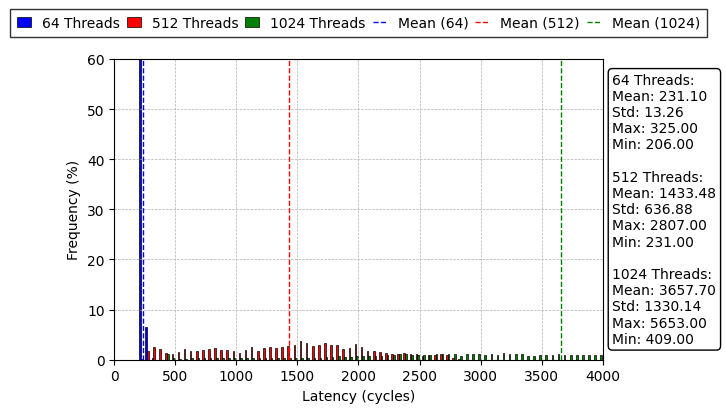 64 Threads 512 Threads 1024 Threads Mean (64) Mean (512) Mean (1024)
60
50
40
30
20
10
0
Frequency (%)
0 500 1000 1500 2000 2500 3000 3500 4000
Latency (cycles)
64 Threads:
Mean: 231.10
Std: 13.26
Max: 325.00
Min: 206.00
512 Threads:
Mean: 1433.48
Std: 636.88
Max: 2807.00
Min: 231.00
1024 Threads:
Mean: 3657.70
Std: 1330.14
Max: 5653.00
Min: 409.00